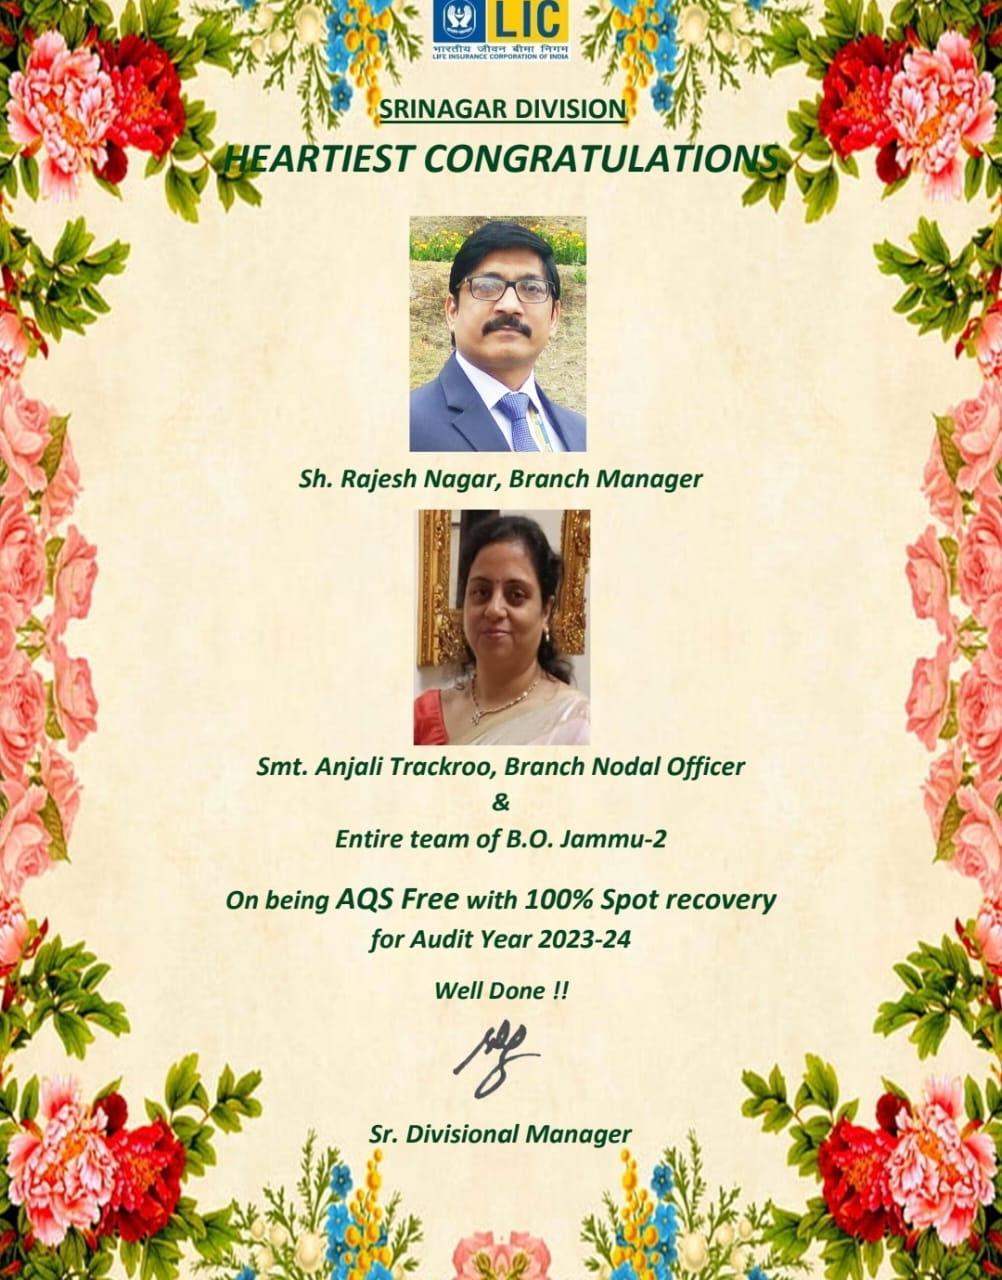 LIC
भारतीय जीवन बीमा निगम
LIFE INSURANCE CORPORATION OF INDIA
SRINAGAR DIVISION
HEARTIEST CONGRATULATIONS
Sh. Rajesh Nagar, Branch Manager
Smt. Anjali Trackroo, Branch Nodal Officer
&
Entire team of B.O. Jammu-2
On being AQS Free with 100% Spot recovery
for Audit Year 2023-24
Well Done !!
Sr. Divisional Manager